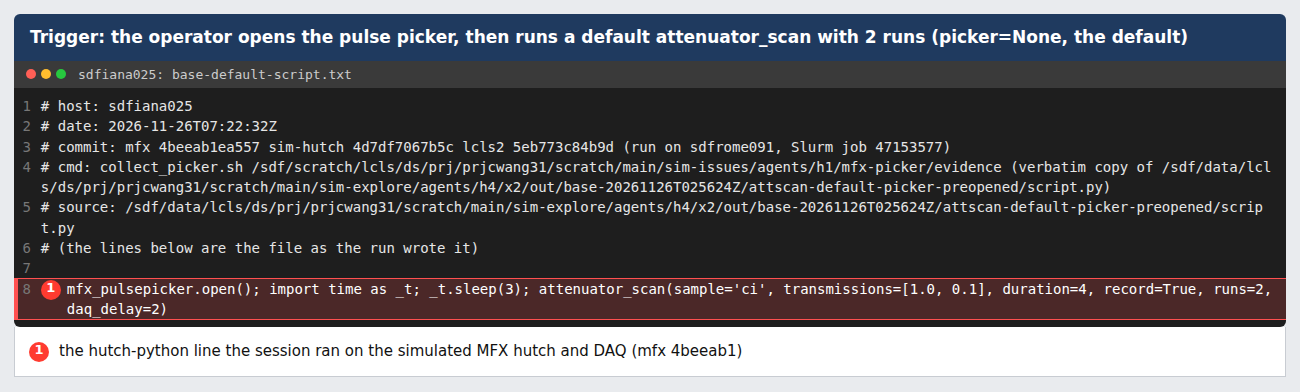 Trigger: the operator opens the pulse picker, then runs a default attenuator_scan with 2 runs (picker=None, the default)
sdfiana025: base-default-script.txt
1 # host: sdfiana025
2 # date: 2026-11-26T07:22:32Z
3 # commit: mfx 4beeab1ea557 sim-hutch 4d7df7067b5c lcls2 5eb773c84b9d (run on sdfrome091, Slurm job 47153577)
4 # cmd: collect_picker.sh /sdf/scratch/lcls/ds/prj/prjcwang31/scratch/main/sim-issues/agents/h1/mfx-picker/evidence (verbatim copy of /sdf/data/lcl
s/ds/prj/prjcwang31/scratch/main/sim-explore/agents/h4/x2/out/base-20261126T025624Z/attscan-default-picker-preopened/script.py)
5 # source: /sdf/data/lcls/ds/prj/prjcwang31/scratch/main/sim-explore/agents/h4/x2/out/base-20261126T025624Z/attscan-default-picker-preopened/scrip
t.py
6 # (the lines below are the file as the run wrote it)
7
8 1 mfx_pulsepicker.open(); import time as _t; _t.sleep(3); attenuator_scan(sample='ci', transmissions=[1.0, 0.1], duration=4, record=True, runs=2,
daq_delay=2)
1 the hutch-python line the session ran on the simulated MFX hutch and DAQ (mfx 4beeab1)